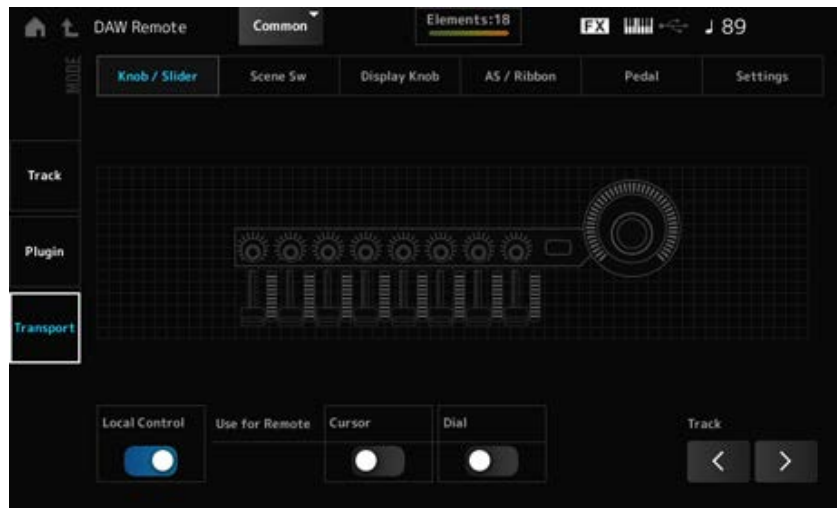 DAW Remote
Common
Elements:18
FX
♩ 89
MODE
Knob / Slider
Scene Sw
Display Knob
AS / Ribbon
Pedal
Settings
Track
Plugin
Transport
Local Control
Use for Remote
Cursor
Dial
Track